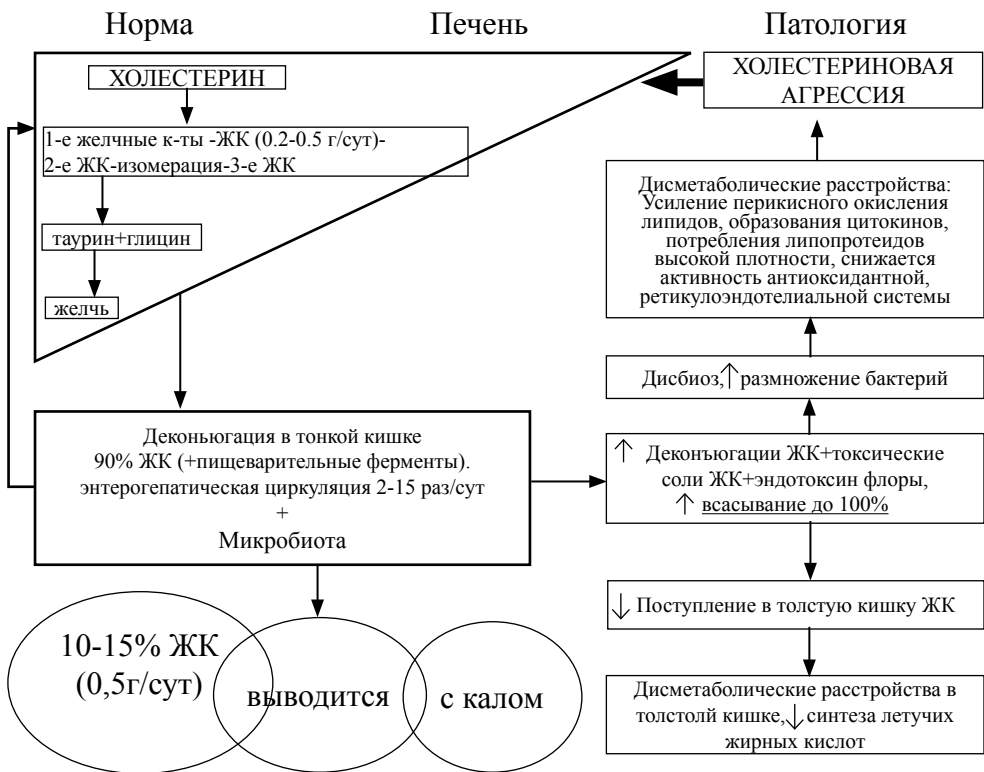 Норма
Печень
Патология
ХОЛЕСТЕРИН
1-е желчные к-ты -ЖК (0.2-0.5 г/сут)-
2-е ЖК-изомерация-3-е ЖК
таурин+глицин
желчь
Деконьюгация в тонкой кишке
90% ЖК (+пищеварительные ферменты).
энтерогепатическая циркуляция 2-15 раз/сут
+
Микробиота
10-15% ЖК
(0,5г/сут)
выводится
с калом
ХОЛЕСТЕРИНОВАЯ
АГРЕССИЯ
Дисметаболические расстройства:
Усиление перикисного окисления
липидов, образования цитокинов,
потребления липопротеидов
высокой плотности, снижается
активность антиоксидантной,
ретикулоэндотелиальной системы
Дисбиоз,↑размножение бактерий
↑ Деконъюгации ЖК+токсические
соли ЖК+эндотоксин флоры,
↑ всасывание до 100%
↓ Поступление в толстую кишку ЖК
Дисметаболические расстройства в
толстолй кишке,↓ синтеза летучих
жирных кислот